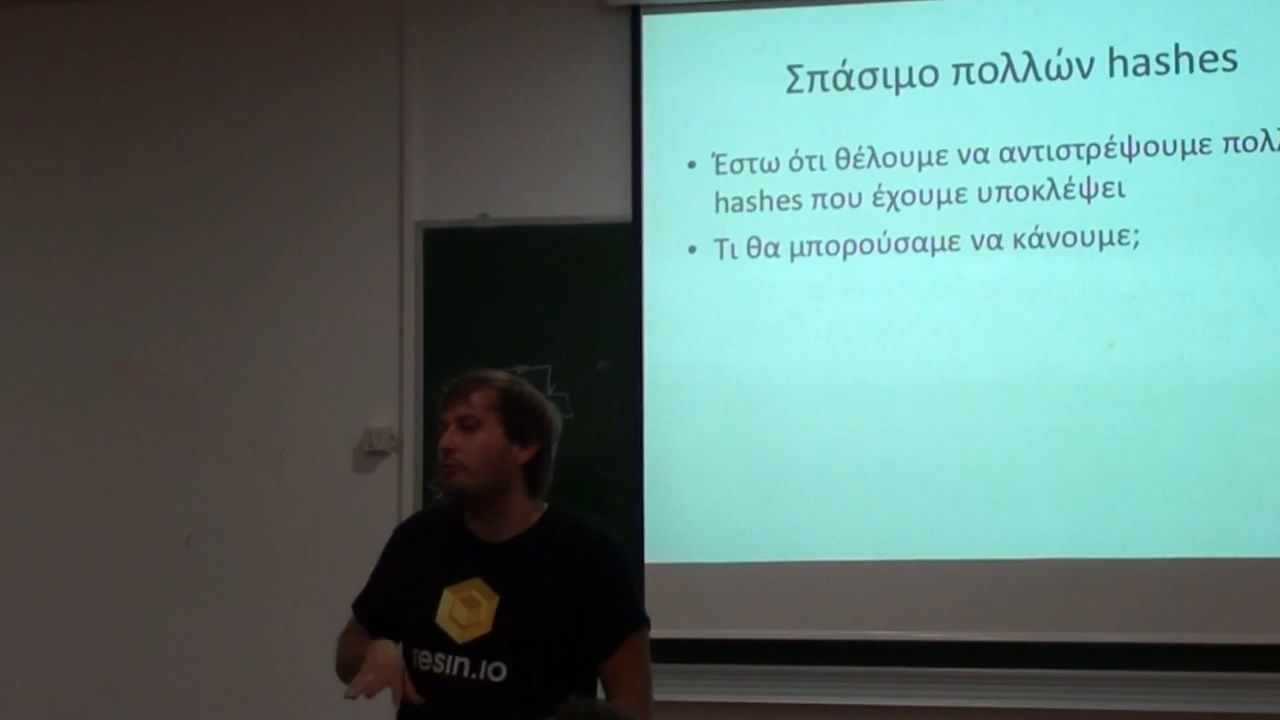 Σπάσιμο πολλών hashes
• Έστω ότι θέλουμε να αντιστρέψουμε
hashes που έχουμε υποκλέψει
• Τι θα μπορούσαμε να κάνουμε;
resin.io